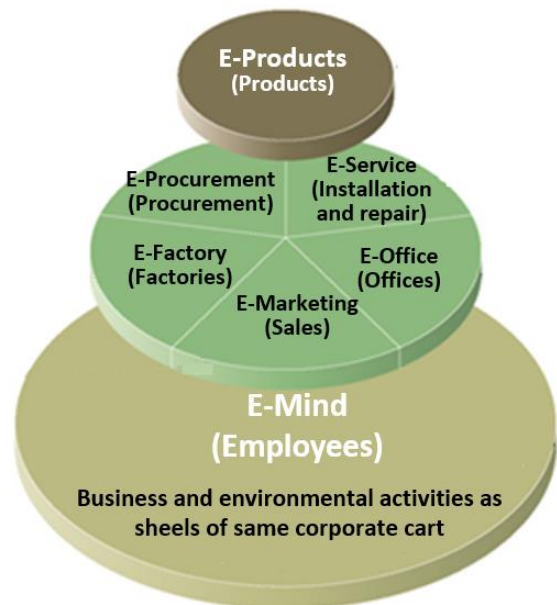 E-Products
(Products)
E-Procurement
(Procurement)
E-Service
(Installation
and repair)
E-Factory
(Factories)
E-Office
(Offices)
E-Marketing
(Sales)
E-Mind
(Employees)
Business and environmental activities as
sheels of same corporate cart